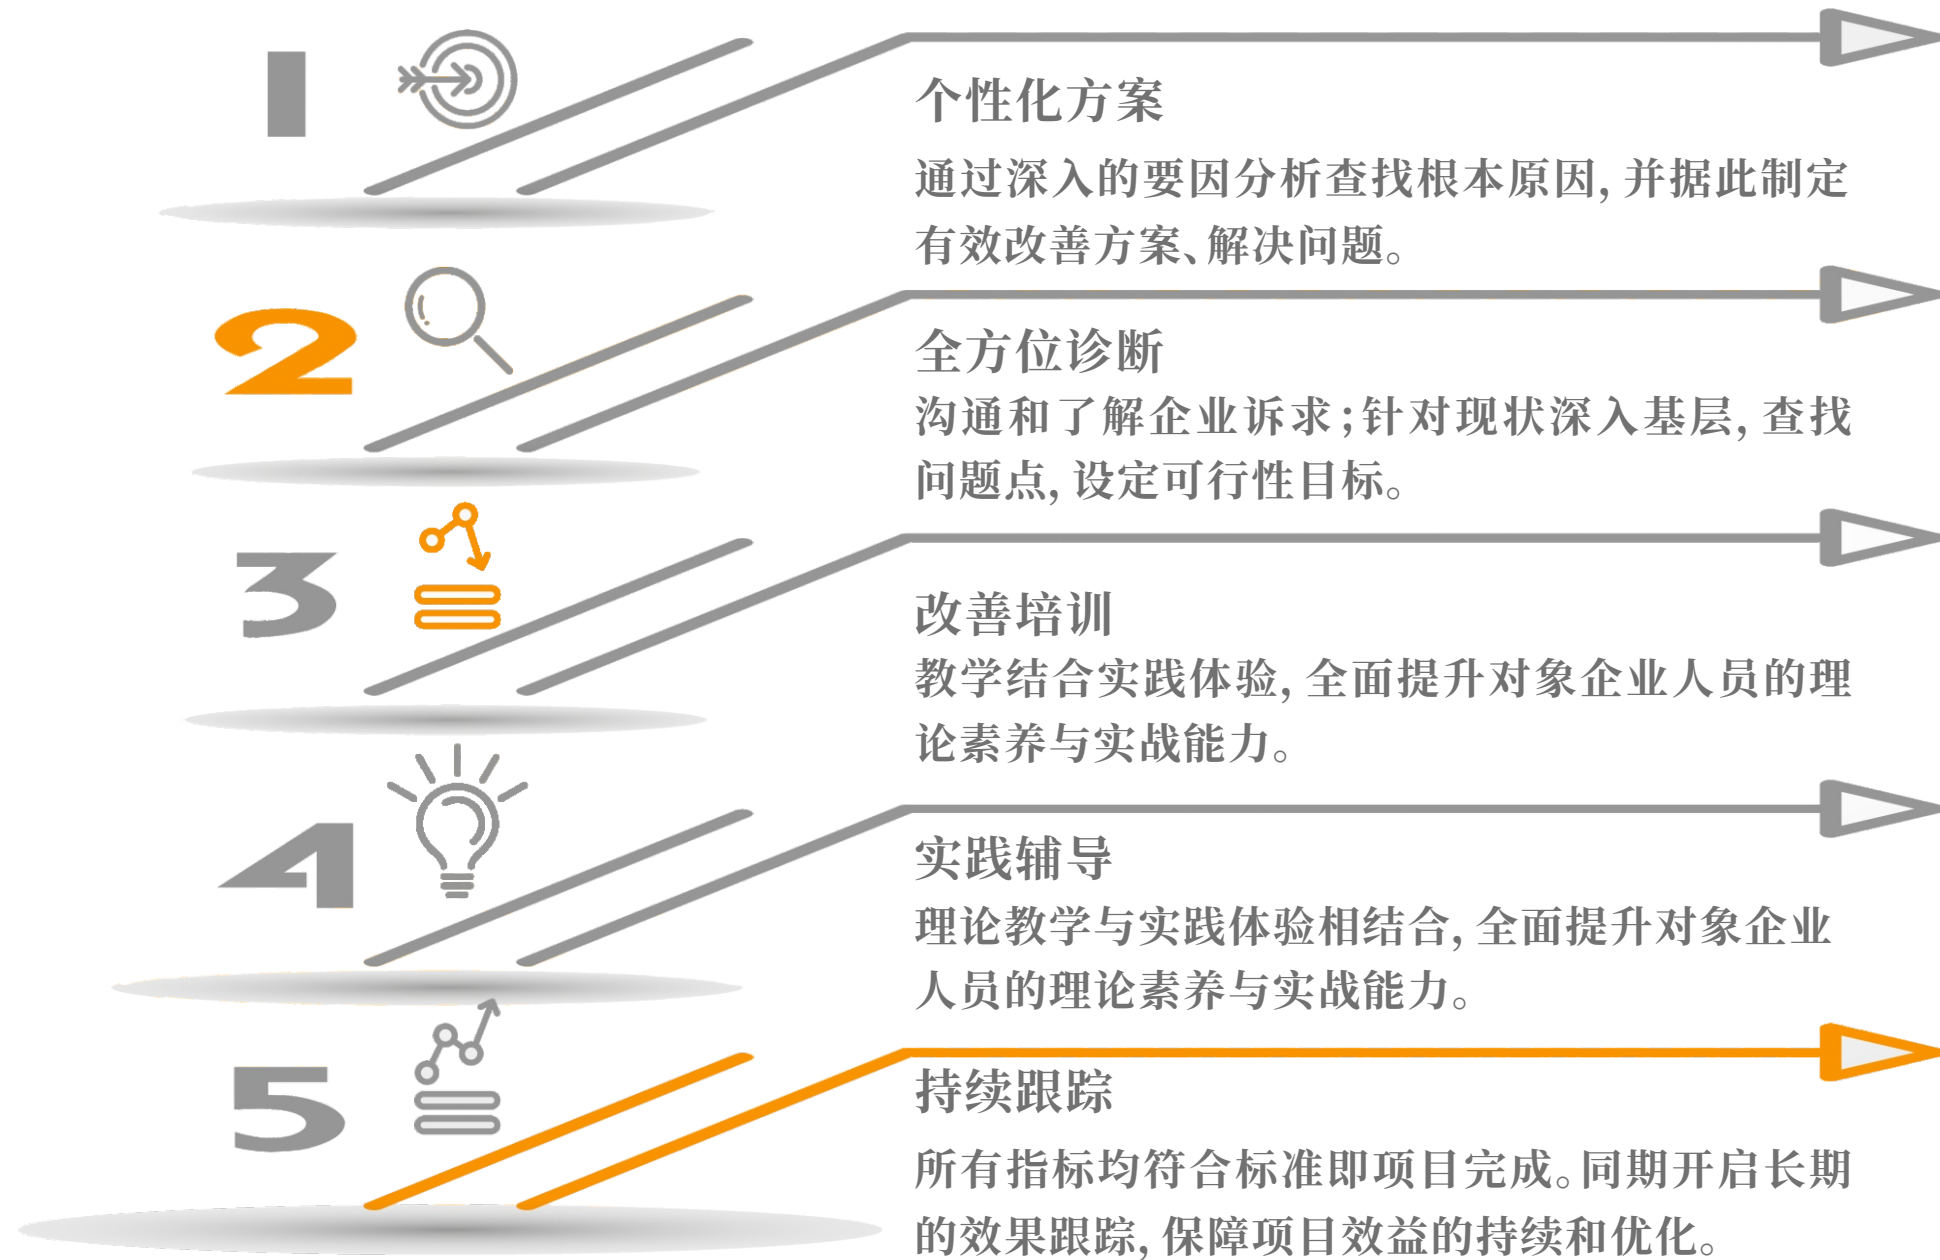 1
个性化方案
通过深入的要因分析查找根本原因,并据此制定
有效改善方案、解决问题。
2
全方位诊断
沟通和了解企业诉求;针对现状深入基层,查找
问题点,设定可行性目标。
3
改善培训
教学结合实践体验,全面提升对象企业人员的理
论素养与实战能力。
4
实践辅导
理论教学与实践体验相结合,全面提升对象企业
人员的理论素养与实战能力。
5
持续跟踪
所有指标均符合标准即项目完成。同期开启长期
的效果跟踪,保障项目效益的持续和优化。